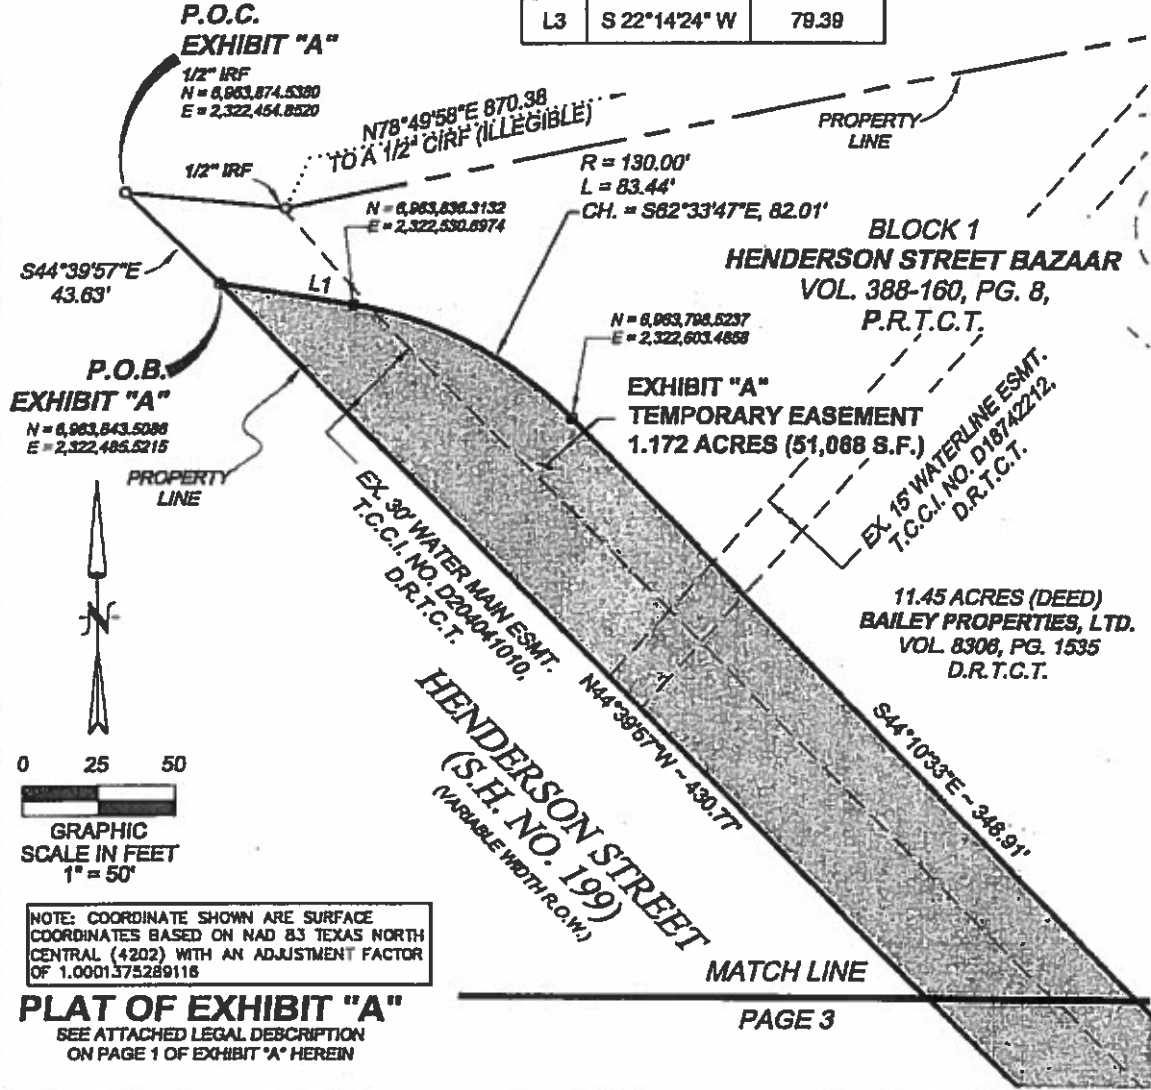 L3 S 22°14'24" W 79.39
P.O.C.
EXHIBIT "A"
1/2" IRF
N = 6,963,874.5380
E = 2,322,454.8520
N78°49'58"E 870.38
TO A 1/2" CIRF (ILLEGIBLE)
PROPERTY
LINE
1/2" IRF
R = 130.00'
L = 83.44'
CH. = S62°33'47"E, 82.01'
N = 6,963,836.3132
E = 2,322,530.6974
BLOCK 1
HENDERSON STREET BAZAAR
VOL. 388-160, PG. 8,
P.R.T.C.T.
S44°39'57"E
43.63'
L1
N = 6,963,798.5237
E = 2,322,603.4858
P.O.B.
EXHIBIT "A"
N = 6,963,843.5086
E = 2,322,485.5215
EXHIBIT "A"
TEMPORARY EASEMENT
1.172 ACRES (51,068 S.F.)
EX. 15' WATERLINE ESMT.
T.C.C.I. NO. D18742212,
D.R.T.C.T.
PROPERTY
LINE
EX. 30' WATER MAIN ESMT.
T.C.C.I. NO. D204041010,
D.R.T.C.T.
11.45 ACRES (DEED)
BAILEY PROPERTIES, LTD.
VOL. 8306, PG. 1535
D.R.T.C.T.
N
N44°39'57"W ~ 430.77'
S44°10'33"E ~ 346.91'
HENDERSON STREET
(S.H. NO. 199)
(VARIABLE WIDTH R.O.W.)
0 25 50
GRAPHIC
SCALE IN FEET
1" = 50'
NOTE: COORDINATE SHOWN ARE SURFACE
COORDINATES BASED ON NAD 83 TEXAS NORTH
CENTRAL (4202) WITH AN ADJUSTMENT FACTOR
OF 1.0001375289116
MATCH LINE
PAGE 3
PLAT OF EXHIBIT "A"
SEE ATTACHED LEGAL DESCRIPTION
ON PAGE 1 OF EXHIBIT "A" HEREIN